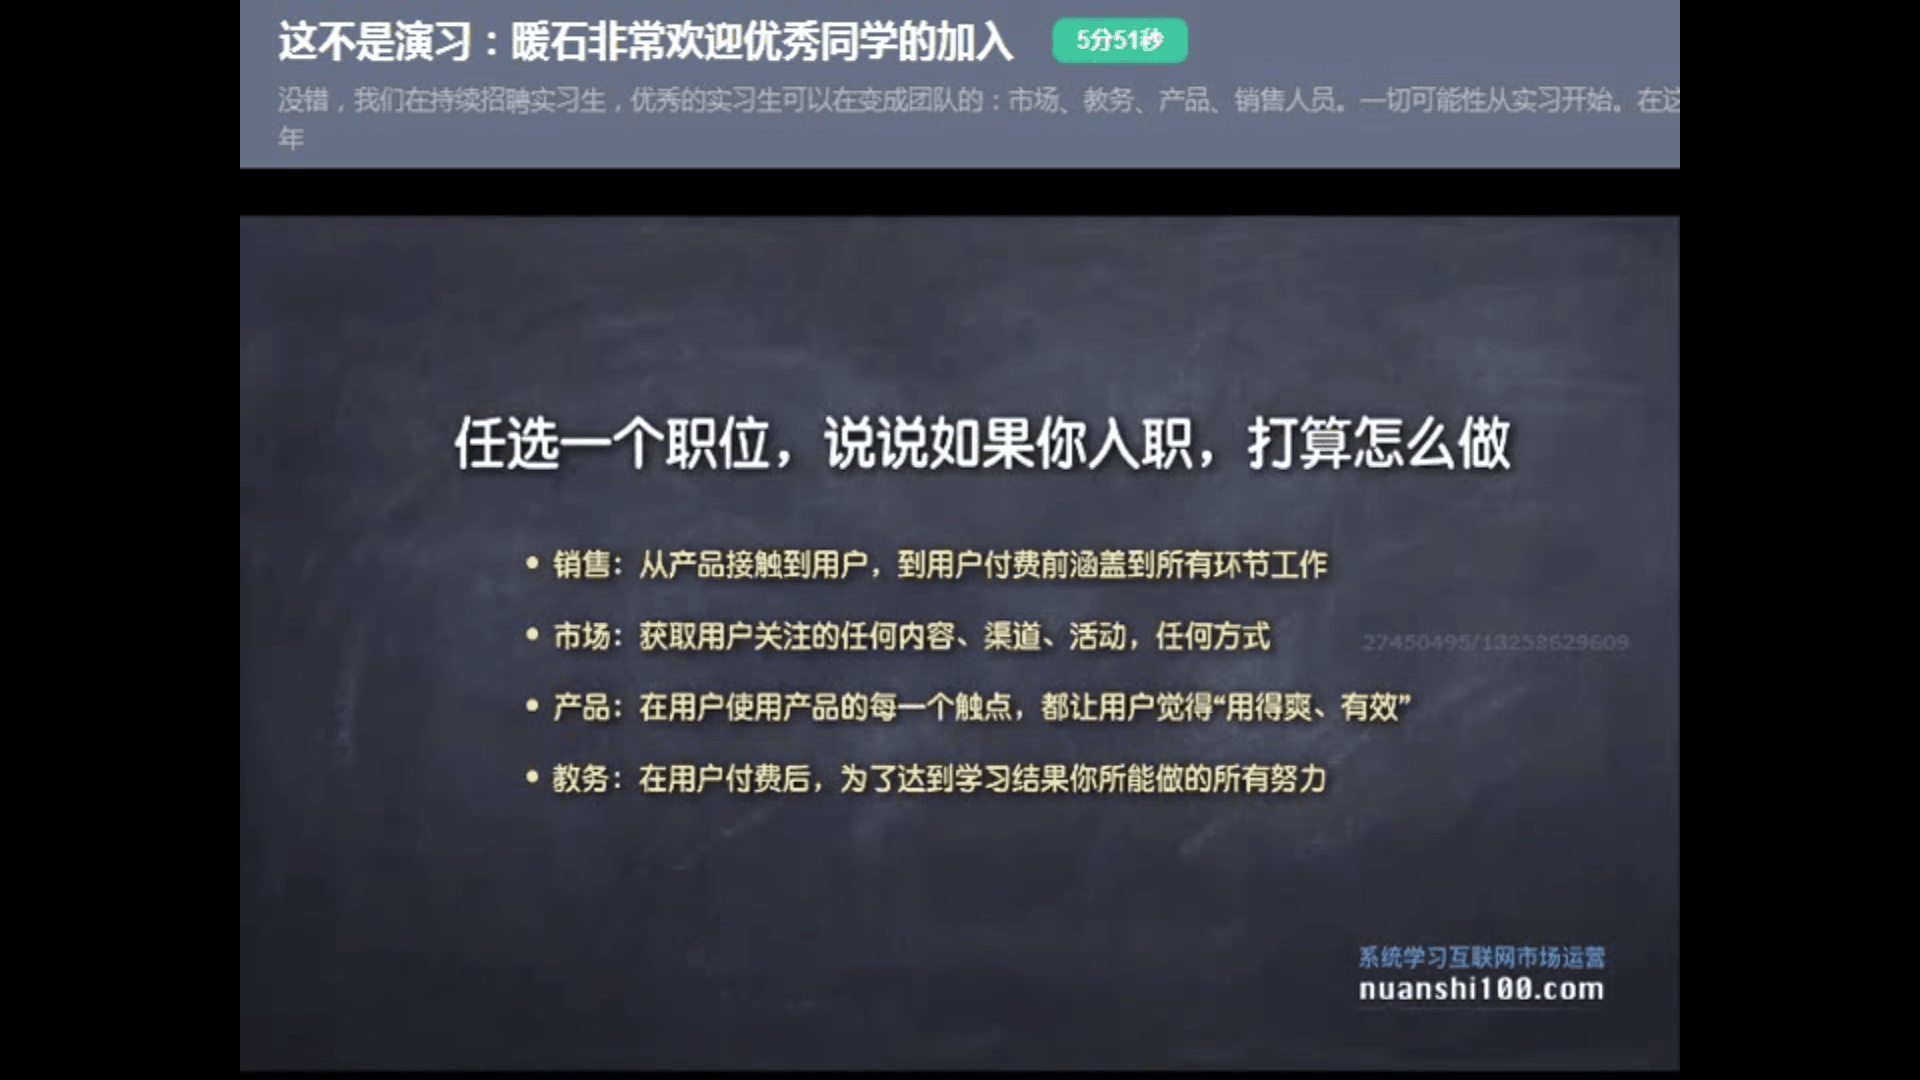 这不是演习：暖石非常欢迎优秀同学的加入 5分51秒
没错，我们在持续招聘实习生，优秀的实习生可以在变成团队的：市场、教务、产品、销售人员。一切可能性从实习开始。在这
年
任选一个职位，说说如果你入职，打算怎么做
• 销售：从产品接触到用户，到用户付费前涵盖到所有环节工作
• 市场：获取用户关注的任何内容、渠道、活动，任何方式
27450495/13258629609
• 产品：在用户使用产品的每一个触点，都让用户觉得“用得爽、有效”
• 教务：在用户付费后，为了达到学习结果你所能做的所有努力
系统学习互联网市场运营
nuanshi100.com